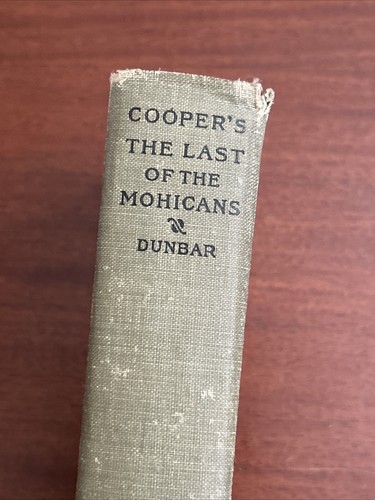 COOPER'S
THE LAST
OF THE
MOHICANS
DUNBAR